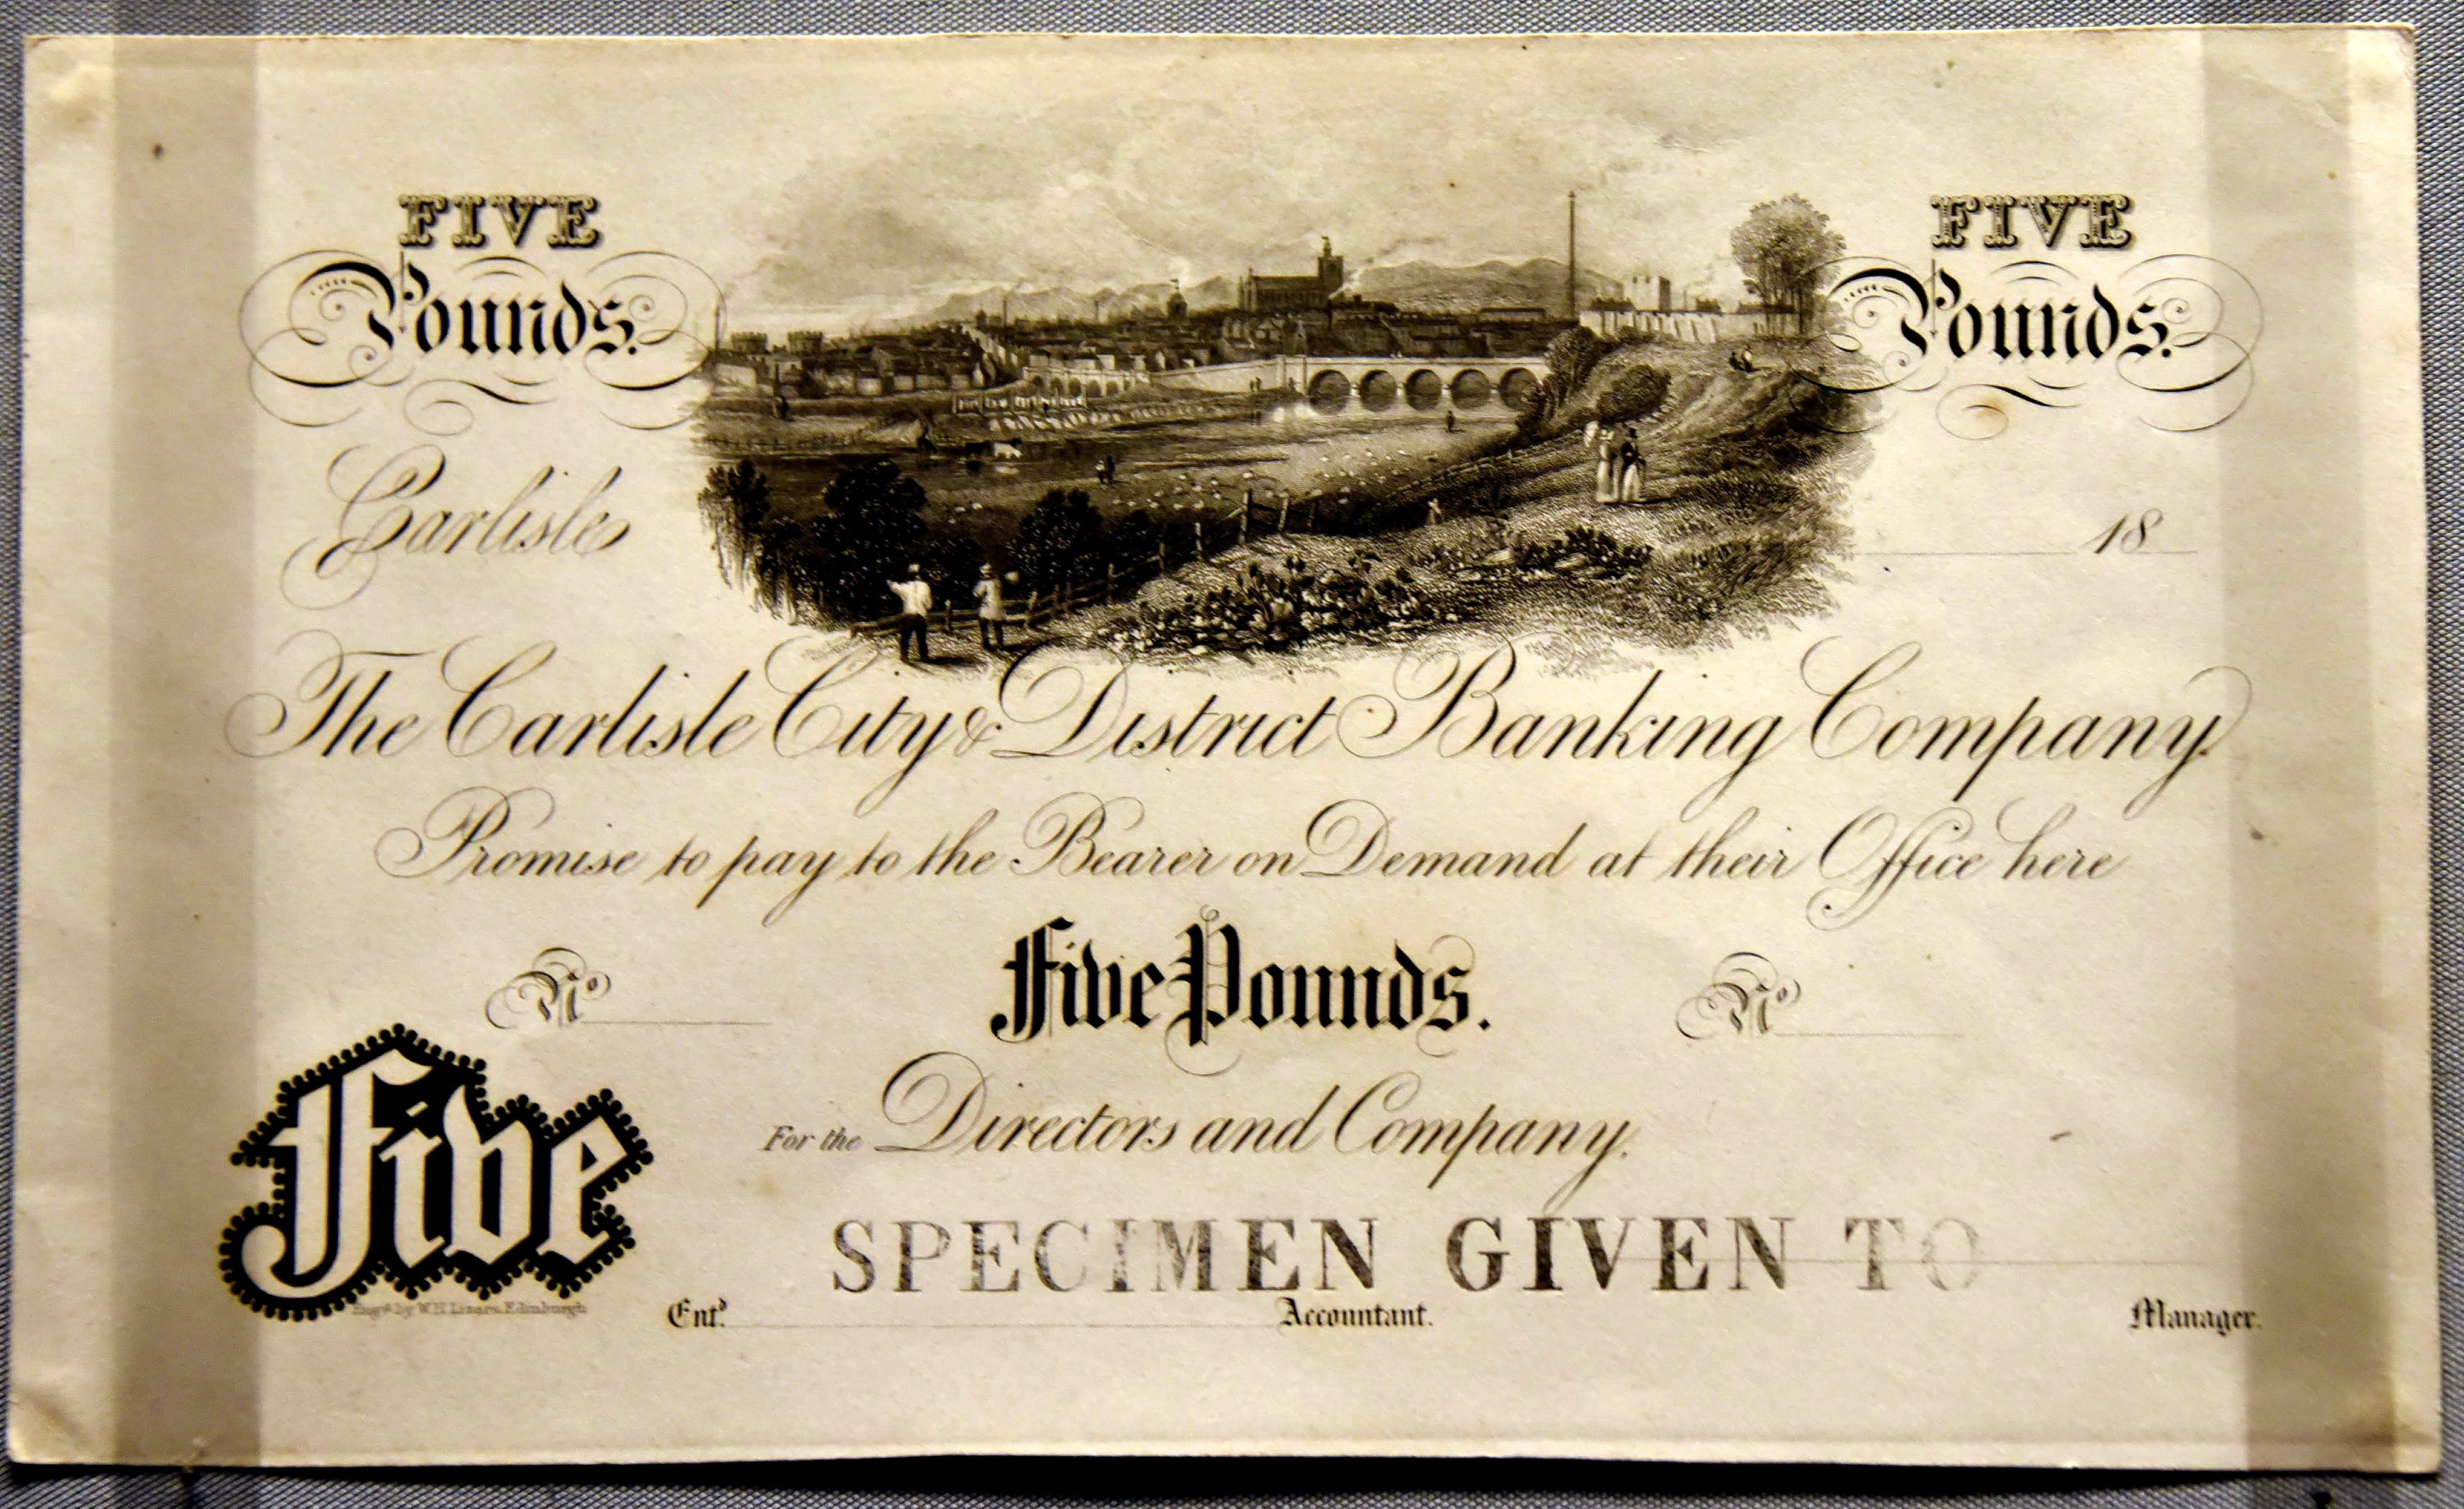 FIVE FIVE
Pounds. Pounds.
Carlisle 18
The Carlisle City & District Banking Company.
Promise to pay to the Bearer on Demand at their Office here
No Five Pounds. No
For the Directors and Company.
Five
SPECIMEN GIVEN TO
Engd. by W.H. Lizars. Edinburgh
Entd. Accountant. Manager.